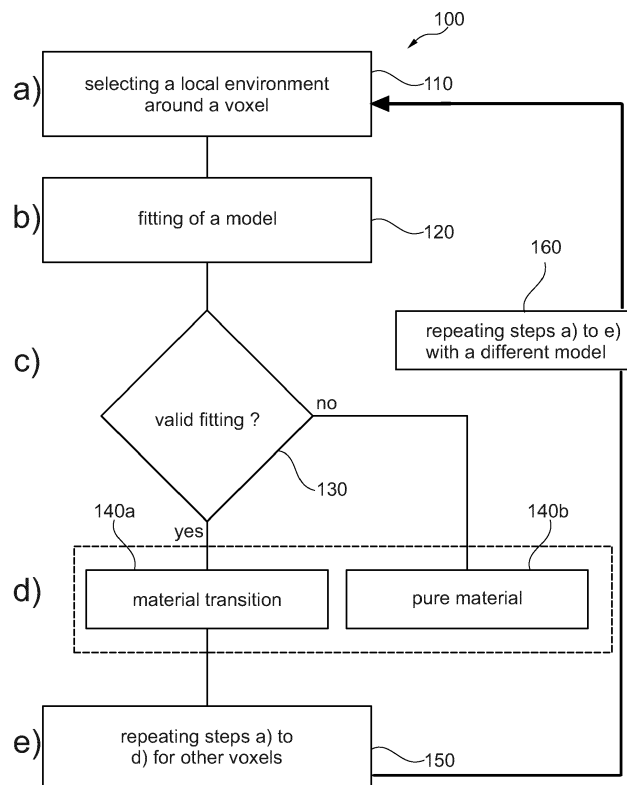 100
a)
selecting a local environment
around a voxel
110
b)
fitting of a model
120
160
repeating steps a) to e)
with a different model
c)
valid fitting ?
no
130
yes
140a
140b
d)
material transition
pure material
e)
repeating steps a) to
d) for other voxels
150